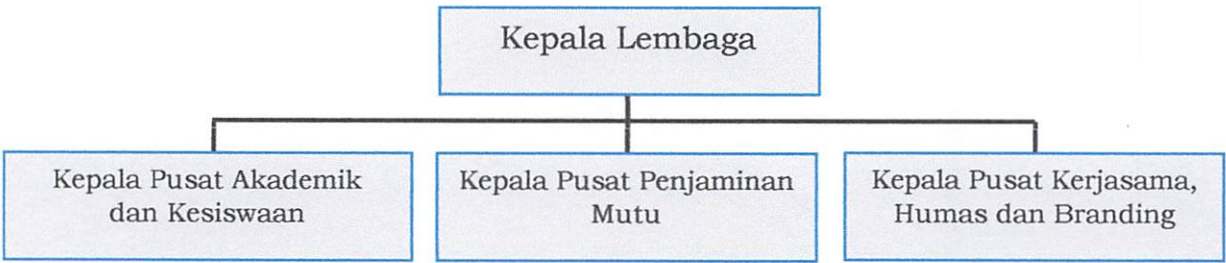 Kepala Lembaga
Kepala Pusat Akademik
dan Kesiswaan
Kepala Pusat Penjaminan
Mutu
Kepala Pusat Kerjasama,
Humas dan Branding